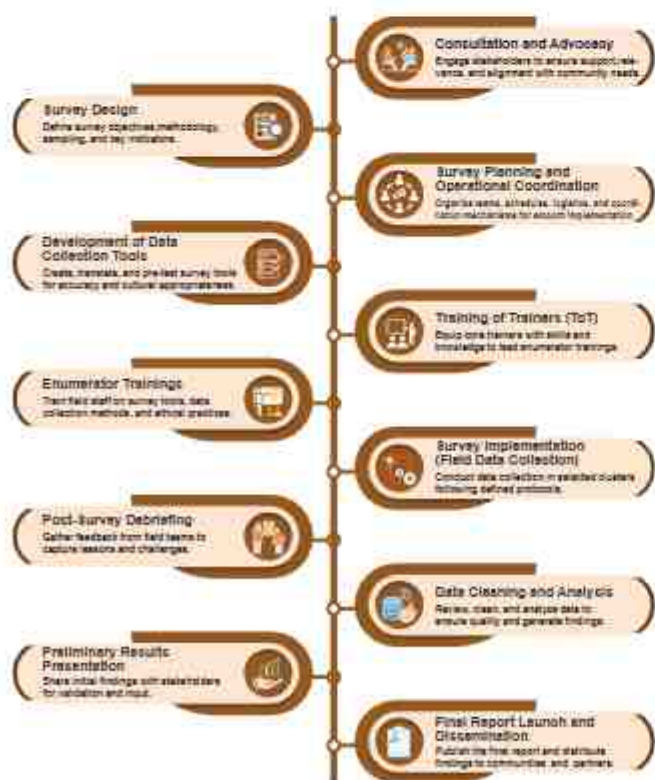 Consultation and Advocacy
Engage stakeholders to ensure support, rele-
vance, and alignment with community needs.
Survey Design
Define survey objectives, methodology,
sampling, and key indicators.
Survey Planning and
Operational Coordination
Organize teams, schedules, logistics, and coordi-
nation mechanisms for smooth implementation.
Development of Data
Collection Tools
Create, translate, and pre-test survey tools
for accuracy and cultural appropriateness.
Training of Trainers (ToT)
Equip core trainers with skills and
knowledge to lead enumerator trainings.
Enumerator Trainings
Train field staff on survey tools, data
collection methods, and ethical practices.
Survey Implementation
(Field Data Collection)
Conduct data collection in selected clusters
following defined protocols.
Post-Survey Debriefing
Gather feedback from field teams to
capture lessons and challenges.
Data Cleaning and Analysis
Review, clean, and analyze data to
ensure quality and generate findings.
Preliminary Results
Presentation
Share initial findings with stakeholders
for validation and input.
Final Report Launch and
Dissemination
Publish the final report and distribute
findings to communities and partners.